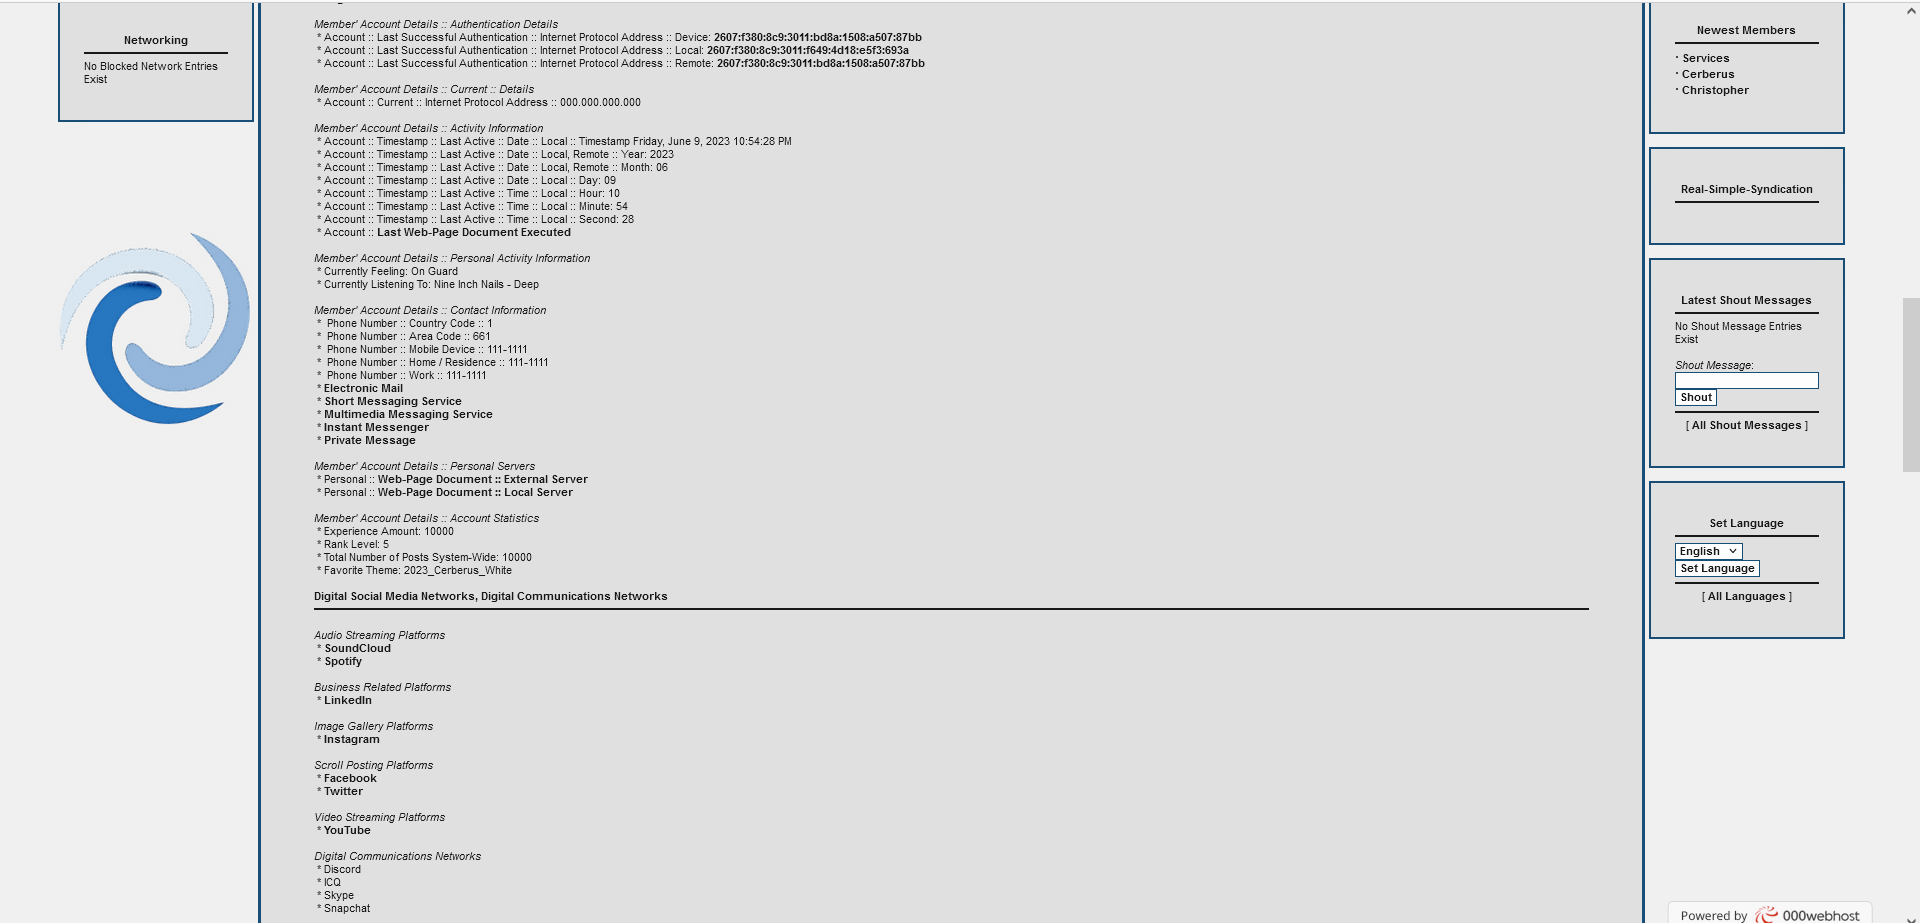 Networking
No Blocked Network Entries
Exist
Member' Account Details :: Authentication Details
* Account :: Last Successful Authentication :: Internet Protocol Address :: Device: 2607:f380:8c9:3011:bd8a:1508:a507:87bb
* Account :: Last Successful Authentication :: Internet Protocol Address :: Local: 2607:f380:8c9:3011:f649:4d18:e5f3:693a
* Account :: Last Successful Authentication :: Internet Protocol Address :: Remote: 2607:f380:8c9:3011:bd8a:1508:a507:87bb
Member' Account Details :: Current :: Details
* Account :: Current :: Internet Protocol Address :: 000.000.000.000
Member' Account Details :: Activity Information
* Account :: Timestamp :: Last Active :: Date :: Local :: Timestamp Friday, June 9, 2023 10:54:28 PM
* Account :: Timestamp :: Last Active :: Date :: Local, Remote :: Year: 2023
* Account :: Timestamp :: Last Active :: Date :: Local, Remote :: Month: 06
* Account :: Timestamp :: Last Active :: Date :: Local :: Day: 09
* Account :: Timestamp :: Last Active :: Time :: Local :: Hour: 10
* Account :: Timestamp :: Last Active :: Time :: Local :: Minute: 54
* Account :: Timestamp :: Last Active :: Time :: Local :: Second: 28
* Account :: Last Web-Page Document Executed
Member' Account Details :: Personal Activity Information
* Currently Feeling: On Guard
* Currently Listening To: Nine Inch Nails - Deep
Member' Account Details :: Contact Information
* Phone Number :: Country Code :: 1
* Phone Number :: Area Code :: 661
* Phone Number :: Mobile Device :: 111-1111
* Phone Number :: Home / Residence :: 111-1111
* Phone Number :: Work :: 111-1111
* Electronic Mail
* Short Messaging Service
* Multimedia Messaging Service
* Instant Messenger
* Private Message
Member' Account Details :: Personal Servers
* Personal :: Web-Page Document :: External Server
* Personal :: Web-Page Document :: Local Server
Member' Account Details :: Account Statistics
* Experience Amount: 10000
* Rank Level: 5
* Total Number of Posts System-Wide: 10000
* Favorite Theme: 2023_Cerberus_White
Digital Social Media Networks, Digital Communications Networks
Audio Streaming Platforms
* SoundCloud
* Spotify
Business Related Platforms
* LinkedIn
Image Gallery Platforms
* Instagram
Scroll Posting Platforms
* Facebook
* Twitter
Video Streaming Platforms
* YouTube
Digital Communications Networks
* Discord
* ICQ
* Skype
* Snapchat
Newest Members
· Services
· Cerberus
· Christopher
Real-Simple-Syndication
Latest Shout Messages
No Shout Message Entries
Exist
Shout Message:
Shout
[ All Shout Messages ]
Set Language
English
Set Language
[ All Languages ]
Powered by 000webhost